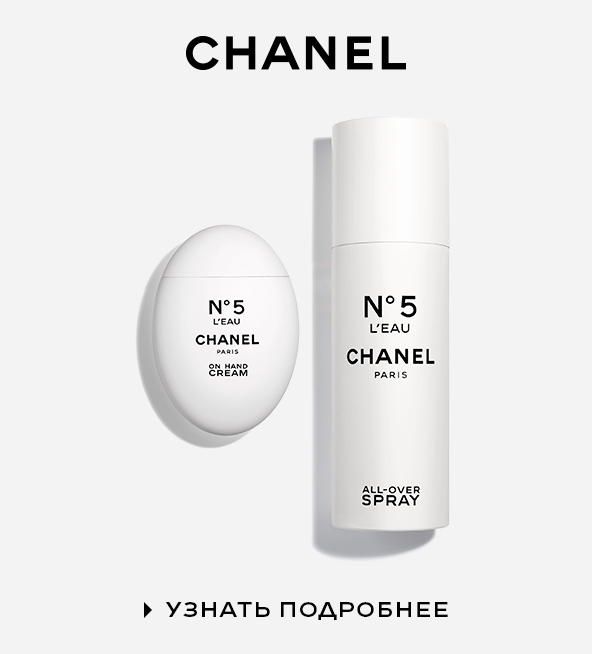 CHANEL
N°5
L'EAU
CHANEL
PARIS
ON HAND
CREAM
N°5
L'EAU
CHANEL
PARIS
ALL-OVER
SPRAY
УЗНАТЬ ПОДРОБНЕЕ